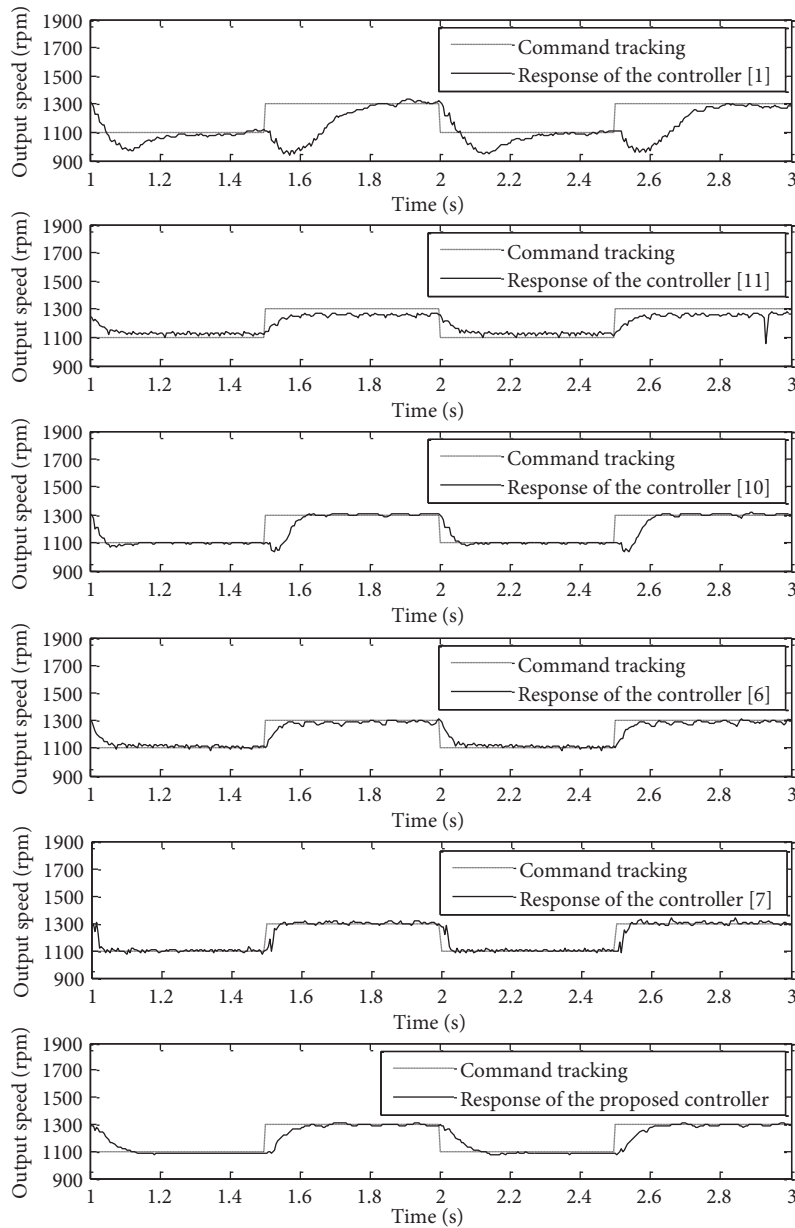 1900
1700
1500
1300
1100
900
Output speed (rpm)
Command tracking
Response of the controller [1]
1 1.2 1.4 1.6 1.8 2 2.2 2.4 2.6 2.8 3
Time (s)
1900
1700
1500
1300
1100
900
Output speed (rpm)
Command tracking
Response of the controller [11]
1 1.2 1.4 1.6 1.8 2 2.2 2.4 2.6 2.8 3
Time (s)
1900
1700
1500
1300
1100
900
Output speed (rpm)
Command tracking
Response of the controller [10]
1 1.2 1.4 1.6 1.8 2 2.2 2.4 2.6 2.8 3
Time (s)
1900
1700
1500
1300
1100
900
Output speed (rpm)
Command tracking
Response of the controller [6]
1 1.2 1.4 1.6 1.8 2 2.2 2.4 2.6 2.8 3
Time (s)
1900
1700
1500
1300
1100
900
Output speed (rpm)
Command tracking
Response of the controller [7]
1 1.2 1.4 1.6 1.8 2 2.2 2.4 2.6 2.8 3
Time (s)
1900
1700
1500
1300
1100
900
Output speed (rpm)
Command tracking
Response of the proposed controller
1 1.2 1.4 1.6 1.8 2 2.2 2.4 2.6 2.8 3
Time (s)